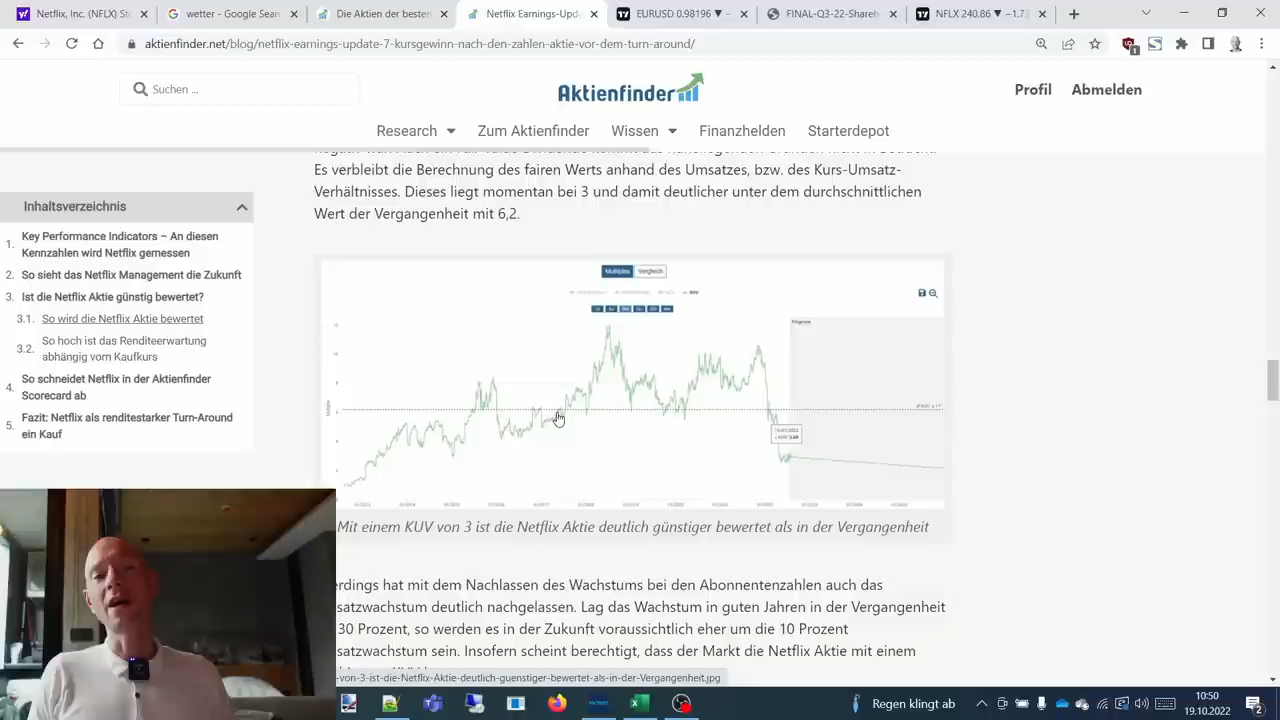 Netflix, Inc. (NFLX) Sto
wetter - Google Sear
Netflix Earnings-Upd
EURUSD 0.98196
FINAL-Q3-22-Shareh
NFLX 240.86 ▼ −1.73
aktienfinder.net/blog/netflix-earnings-update-7-kursgewinn-nach-den-zahlen-aktie-vor-dem-turn-around/
Suchen ...
Aktienfinder
Profil Abmelden
Research Zum Aktienfinder Wissen Finanzhelden Starterdepot
Es verbleibt die Berechnung des fairen Werts anhand des Umsatzes, bzw. des Kurs-Umsatz-
Verhältnisses. Dieses liegt momentan bei 3 und damit deutlicher unter dem durchschnittlichen
Wert der Vergangenheit mit 6,2.
Inhaltsverzeichnis
1. Key Performance Indicators – An diesen
Kennzahlen wird Netflix gemessen
2. So sieht das Netflix Management die Zukunft
3. Ist die Netflix Aktie günstig bewertet?
3.1. So wird die Netflix Aktie bewertet
3.2. So hoch ist das Renditeerwartung
abhängig vom Kaufkurs
4. So schneidet Netflix in der Aktienfinder
Scorecard ab
5. Fazit: Netflix als renditestarker Turn-Around
ein Kauf
Multiples Vergleich
Prognose
Mit einem KUV von 3 ist die Netflix Aktie deutlich günstiger bewertet als in der Vergangenheit
erdings hat mit dem Nachlassen des Wachstums bei den Abonnentenzahlen auch das
satzwachstum deutlich nachgelassen. Lag das Wachstum in guten Jahren in der Vergangenheit
30 Prozent, so werden es in der Zukunft voraussichtlich eher um die 10 Prozent
satzwachstum sein. Insofern scheint berechtigt, dass der Markt die Netflix Aktie mit einem
-von-3-ist-die-Netflix-Aktie-deutlich-guenstiger-bewertet-als-in-der-Vergangenheit.jpg
Regen klingt ab
10:50
19.10.2022